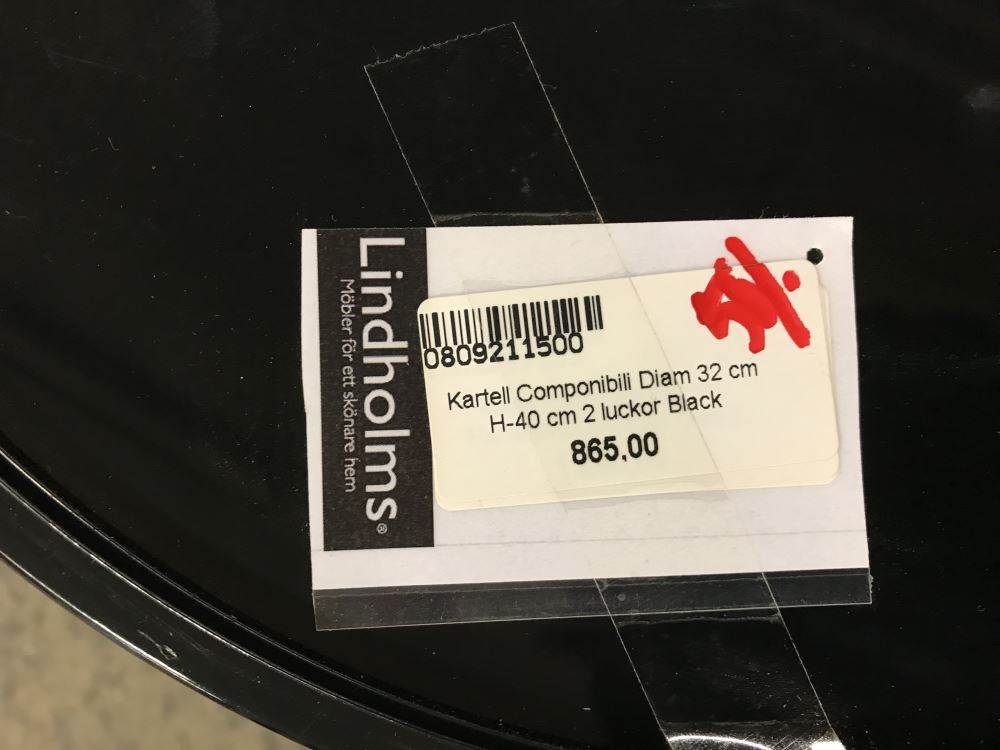 Lindholms®
Möbler för ett skönare hem
0809211500
Kartell Componibili Diam 32 cm
H-40 cm 2 luckor Black
865,00